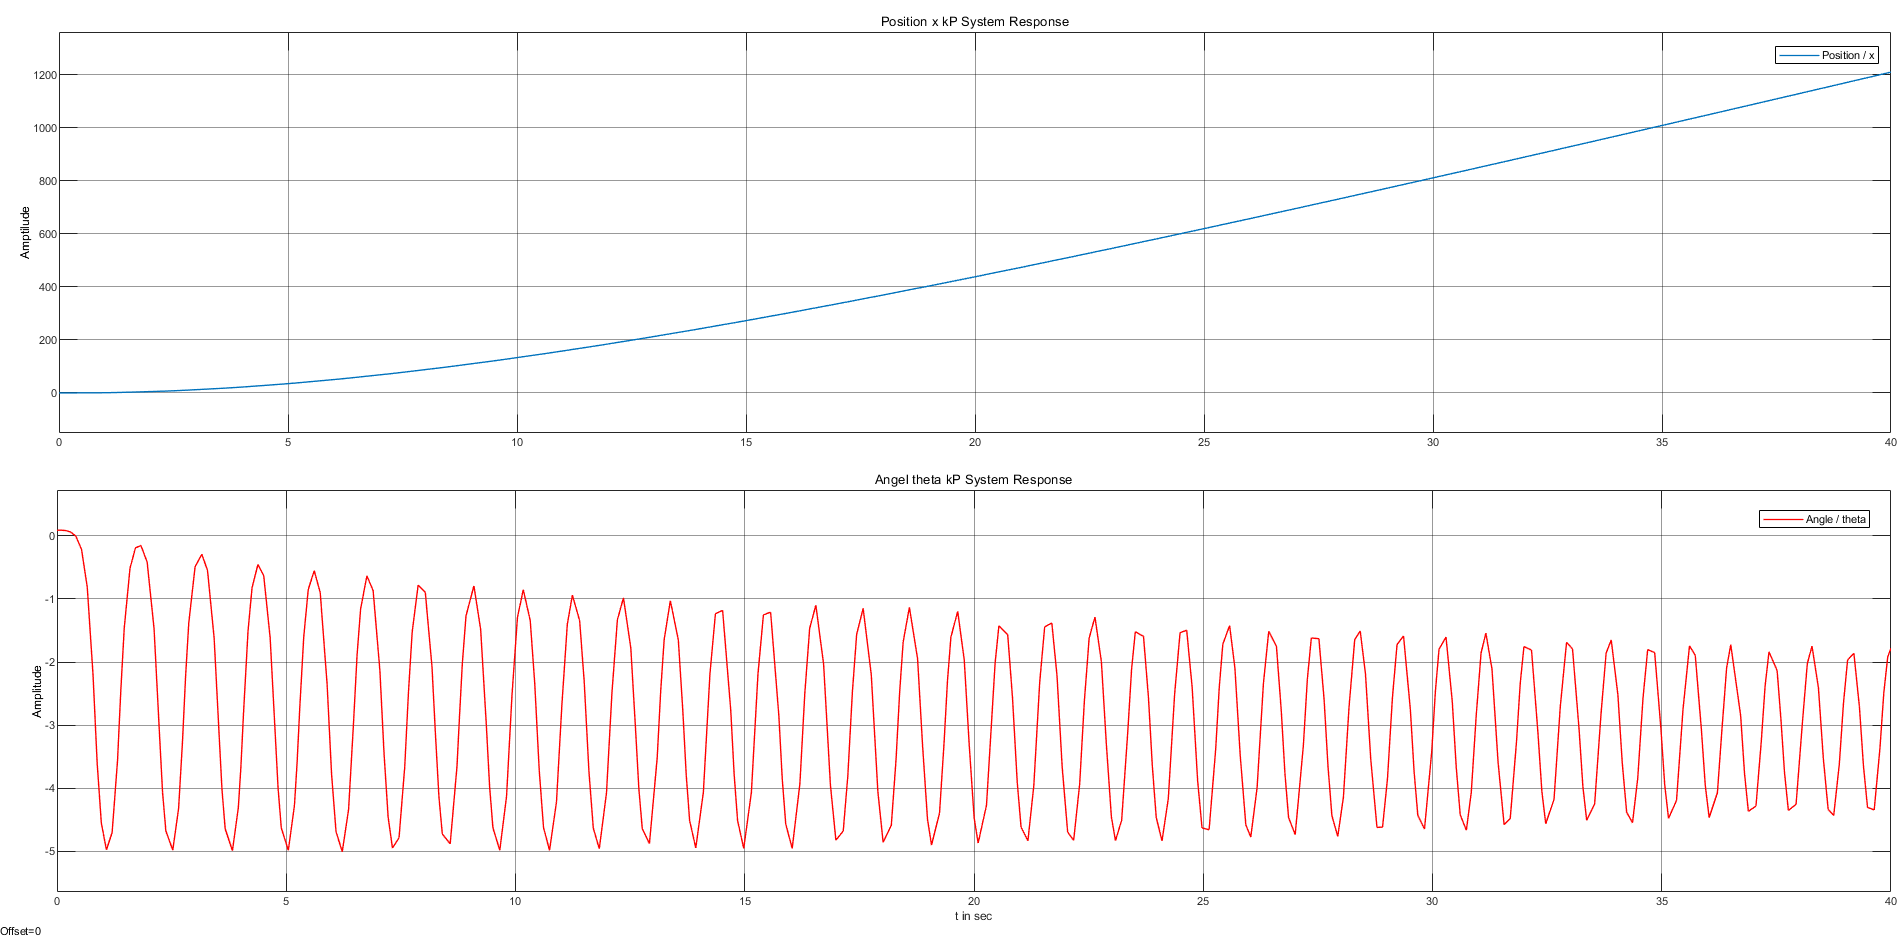 Position x kP System Response
Position / x
1200
1000
800
600
400
200
0
Amptilude
0 5 10 15 20 25 30 35 40
Angel theta kP System Response
Angle / theta
0
-1
-2
-3
-4
-5
Amplitude
0 5 10 15 20 25 30 35 40
t in sec
Offset=0